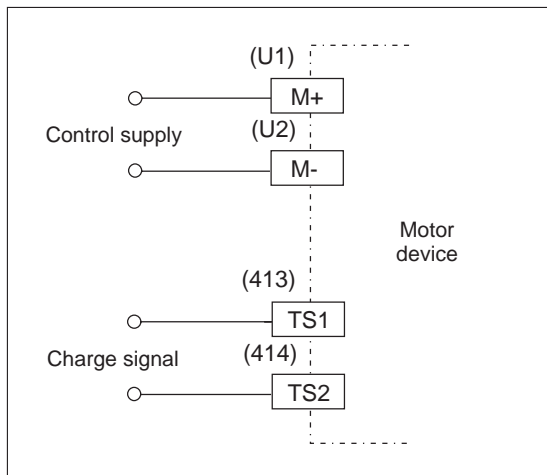 (U1)
M+
Control supply
(U2)
M-
Motor
device
(413)
TS1
Charge signal
(414)
TS2